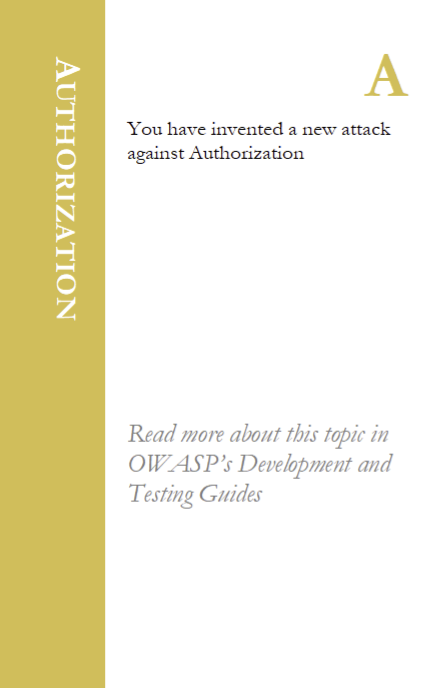 AUTHORIZATION
A
You have invented a new attack
against Authorization
Read more about this topic in
OWASP's Development and
Testing Guides